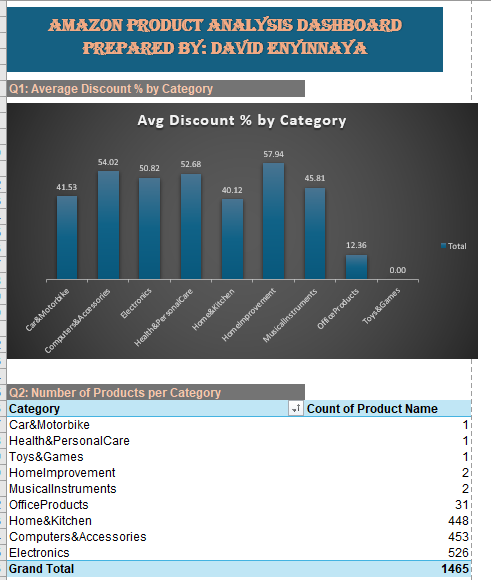 AMAZON PRODUCT ANALYSIS DASHBOARD
PREPARED BY: DAVID ENYINNAYA
Q1: Average Discount % by Category
Avg Discount % by Category
41.53
54.02
50.82
52.68
40.12
57.94
45.81
12.36
0.00
Total
Car&Motorbike
Computers&Accessories
Electronics
Health&PersonalCare
Home&Kitchen
HomeImprovement
MusicalInstruments
OfficeProducts
Toys&Games
Q2: Number of Products per Category
Category Count of Product Name
Car&Motorbike 1
Health&PersonalCare 1
Toys&Games 1
HomeImprovement 2
MusicalInstruments 2
OfficeProducts 31
Home&Kitchen 448
Computers&Accessories 453
Electronics 526
Grand Total 1465